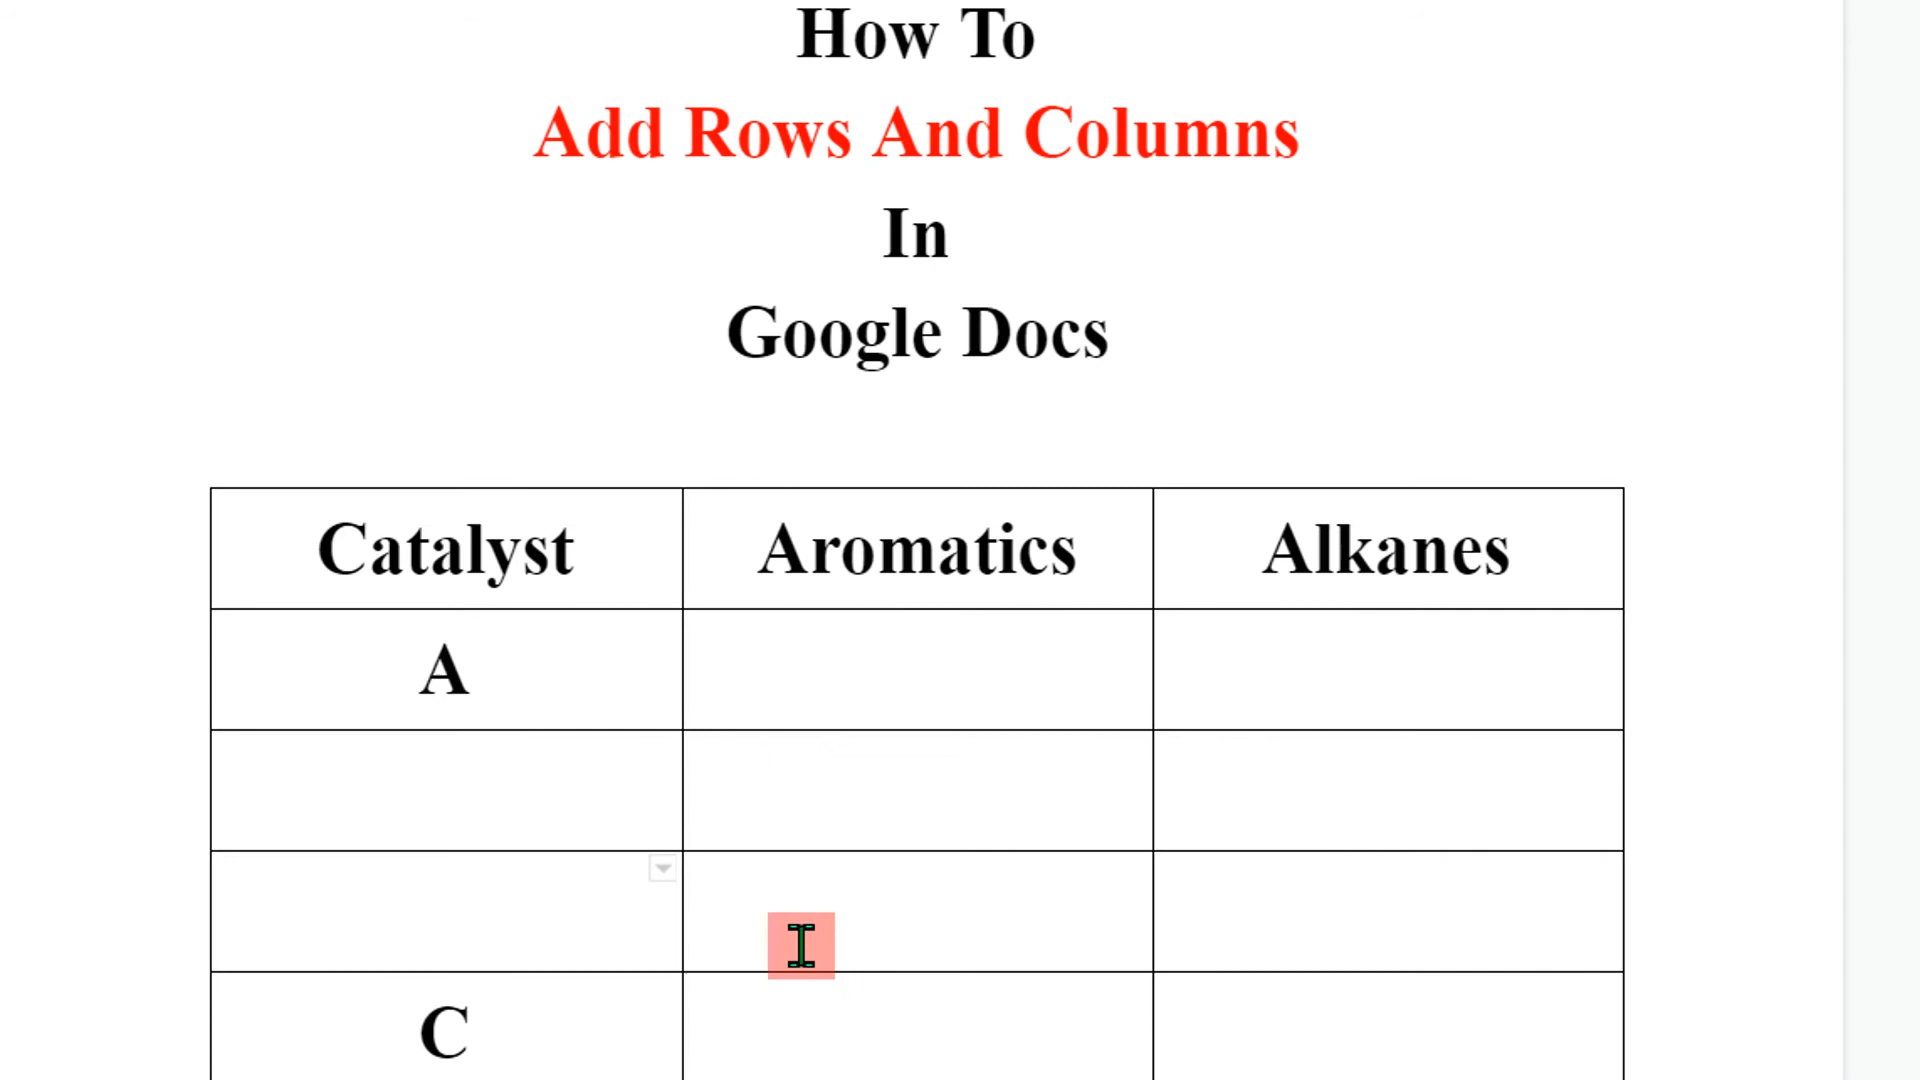 How To
Add Rows And Columns
In
Google Docs
Catalyst Aromatics Alkanes
A
C